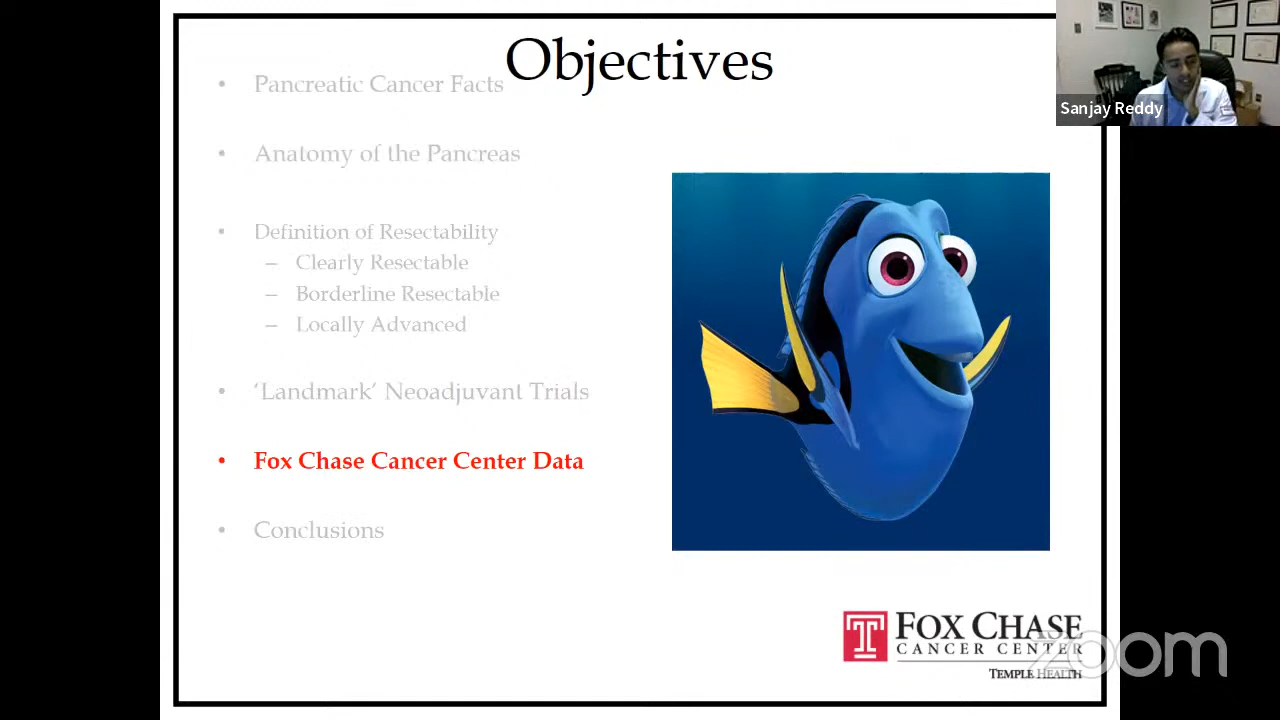 Objectives
• Pancreatic Cancer Facts
• Anatomy of the Pancreas
• Definition of Resectability
– Clearly Resectable
– Borderline Resectable
– Locally Advanced
• ‘Landmark’ Neoadjuvant Trials
• Fox Chase Cancer Center Data
• Conclusions
Sanjay Reddy
T
FOX CHASE
CANCER CENTER
TEMPLE HEALTH
zoom